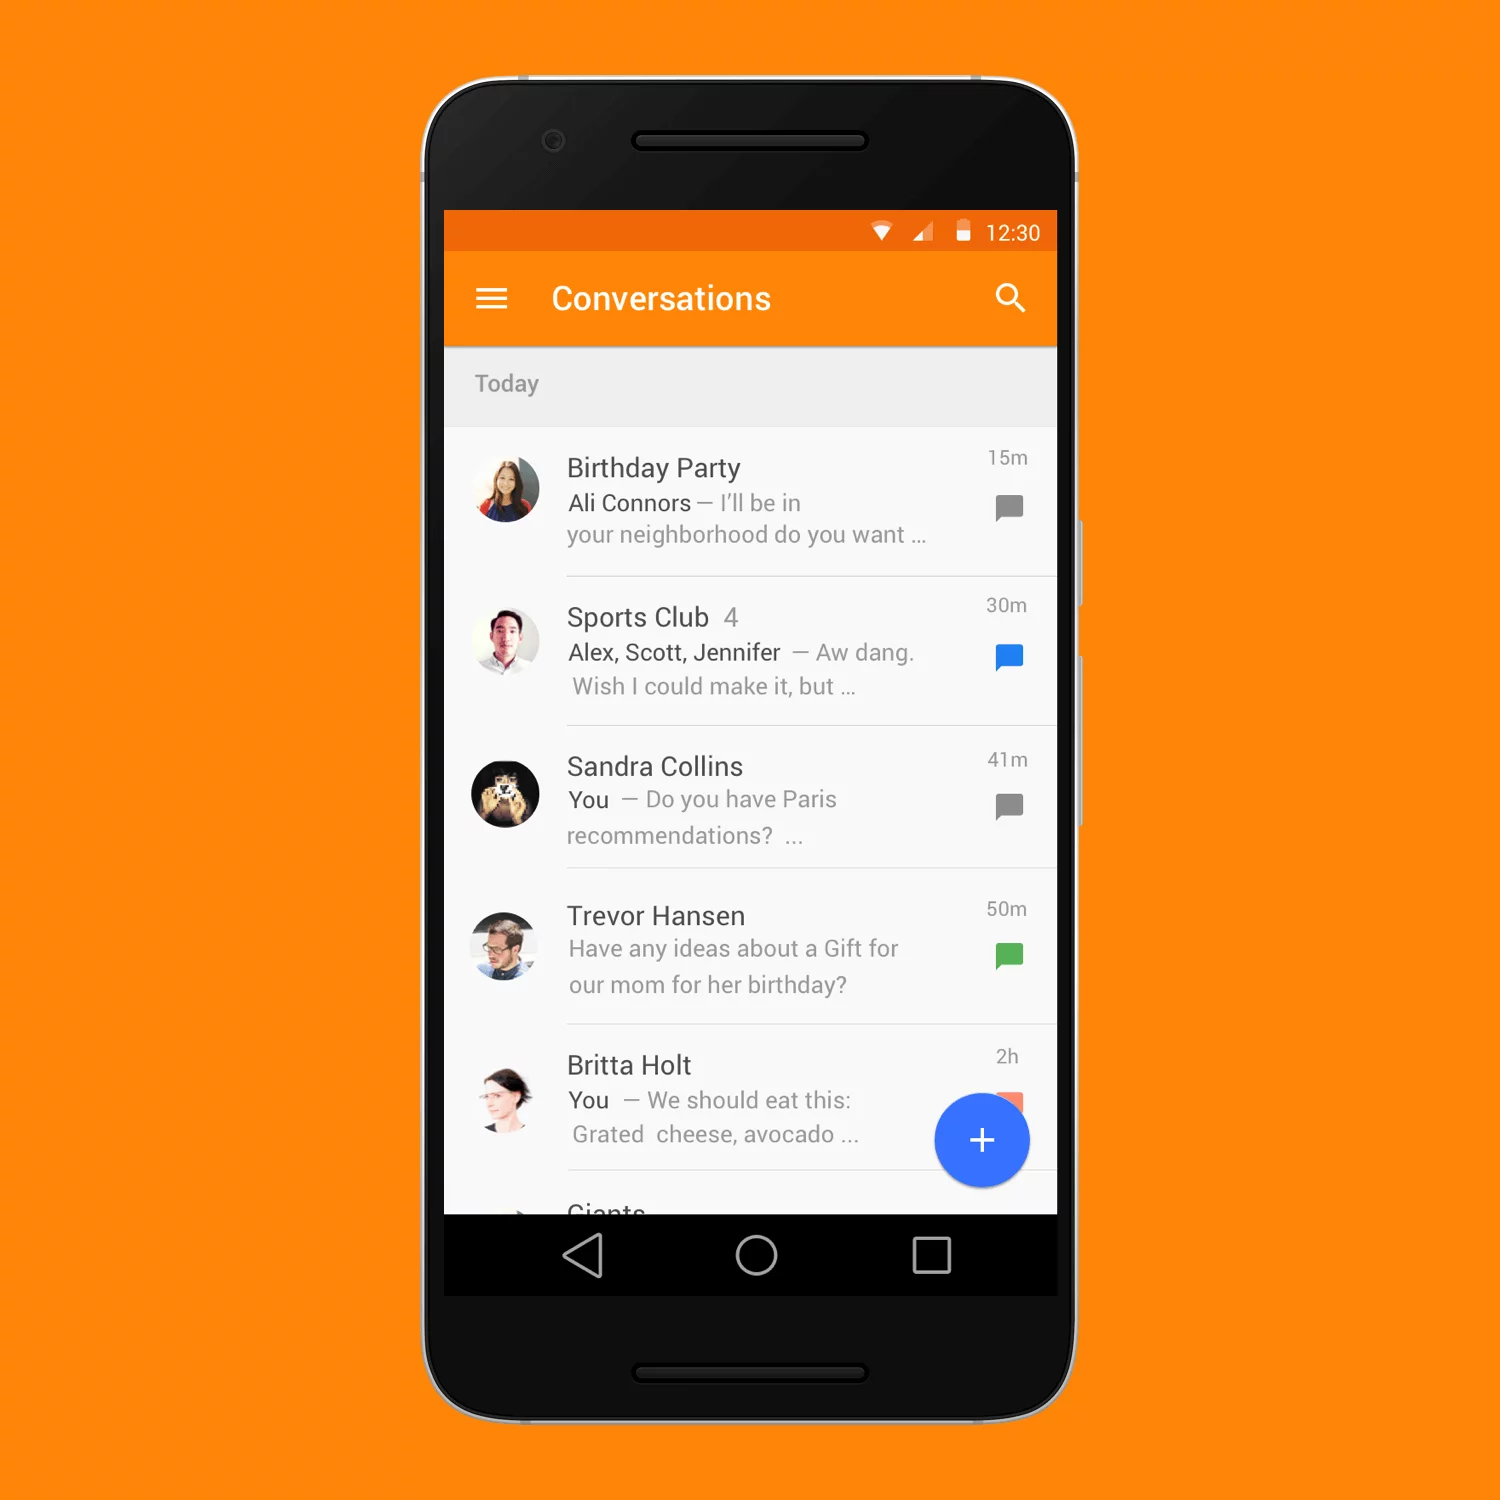 12:30
Conversations
Today
Birthday Party
15m
Ali Connors — I'll be in
your neighborhood do you want ...
Sports Club 4
30m
Alex, Scott, Jennifer — Aw dang.
Wish I could make it, but ...
Sandra Collins
41m
You — Do you have Paris
recommendations? ...
Trevor Hansen
50m
Have any ideas about a Gift for
our mom for her birthday?
Britta Holt
2h
You — We should eat this:
Grated cheese, avocado ...
Giants